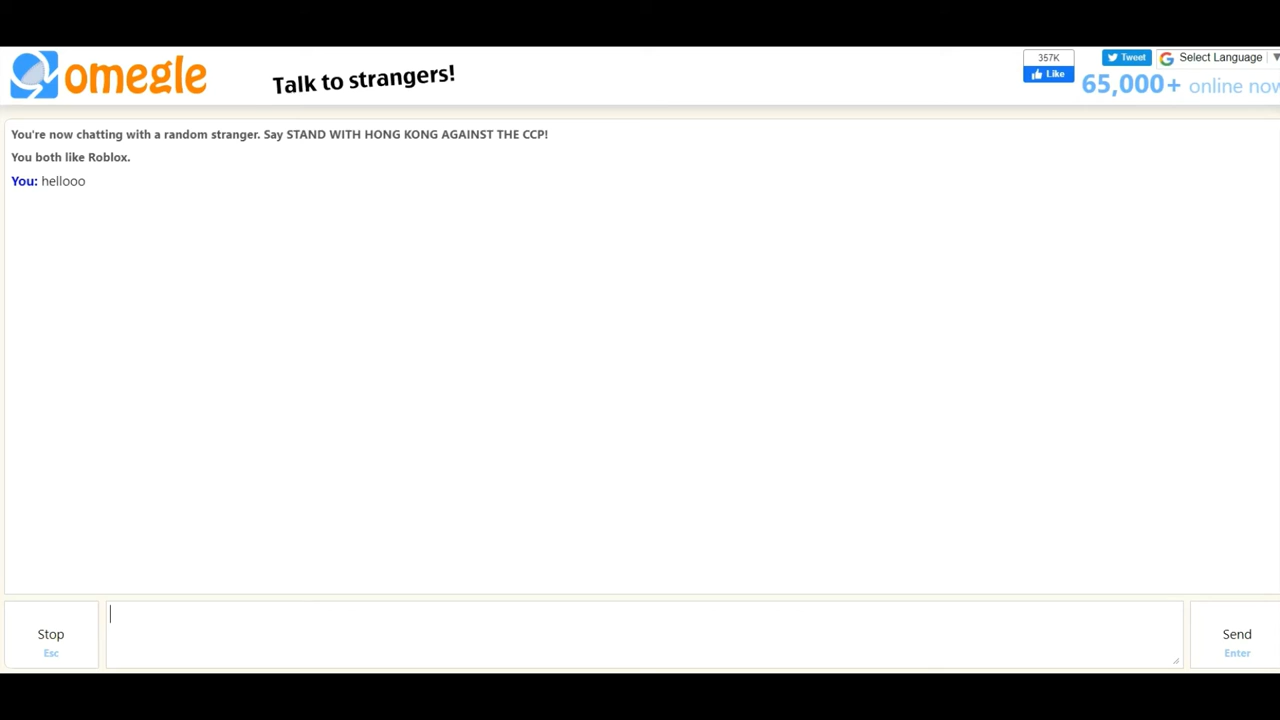 omegle
Talk to strangers!
357K
Like
Tweet
Select Language
65,000+ online now
You're now chatting with a random stranger. Say STAND WITH HONG KONG AGAINST THE CCP!
You both like Roblox.
You: hellooo
Stop
Esc
Send
Enter